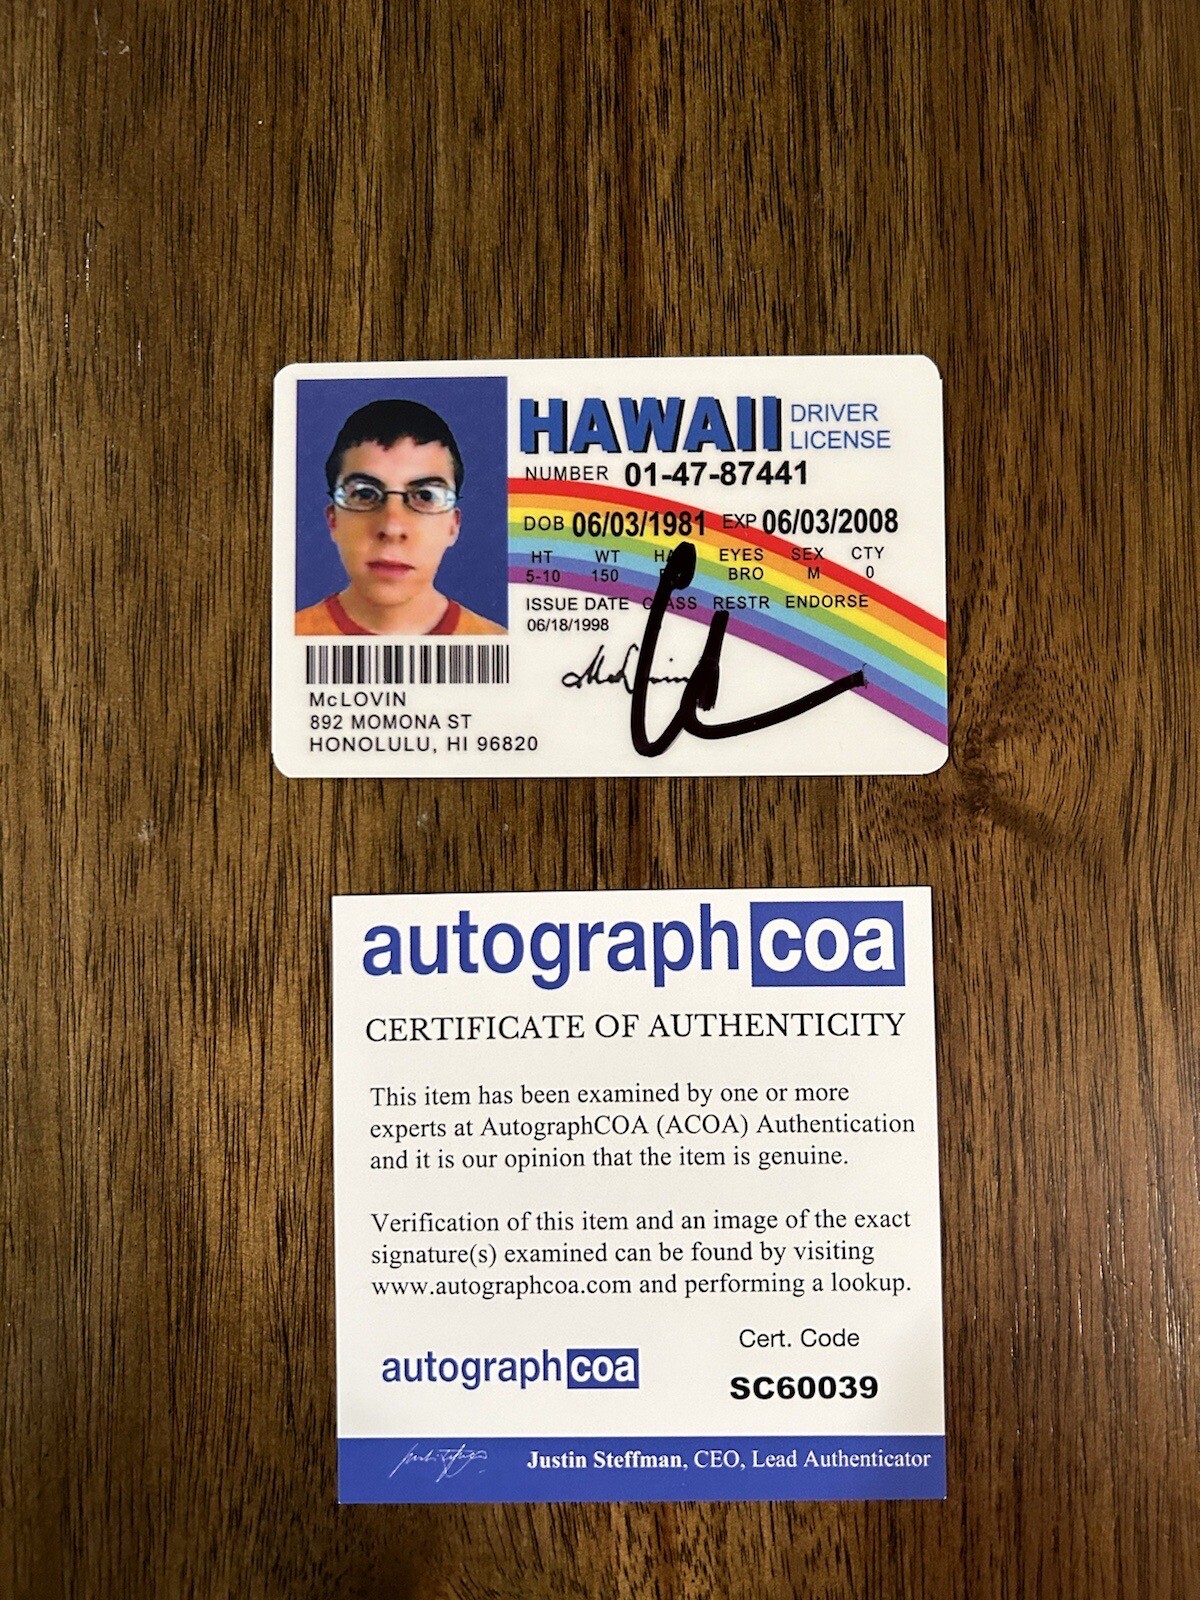 HAWAII DRIVER LICENSE
NUMBER 01-47-87441
DOB 06/03/1981 EXP 06/03/2008
HT WT EYES SEX CTY
5-10 150 BRO M 0
ISSUE DATE CLASS RESTR ENDORSE
06/18/1998
McLovin
McLOVIN
892 MOMONA ST
HONOLULU, HI 96820
autograph coa
CERTIFICATE OF AUTHENTICITY
This item has been examined by one or more
experts at AutographCOA (ACOA) Authentication
and it is our opinion that the item is genuine.
Verification of this item and an image of the exact
signature(s) examined can be found by visiting
www.autographcoa.com and performing a lookup.
Cert. Code
autograph coa
SC60039
Justin Steffman, CEO, Lead Authenticator